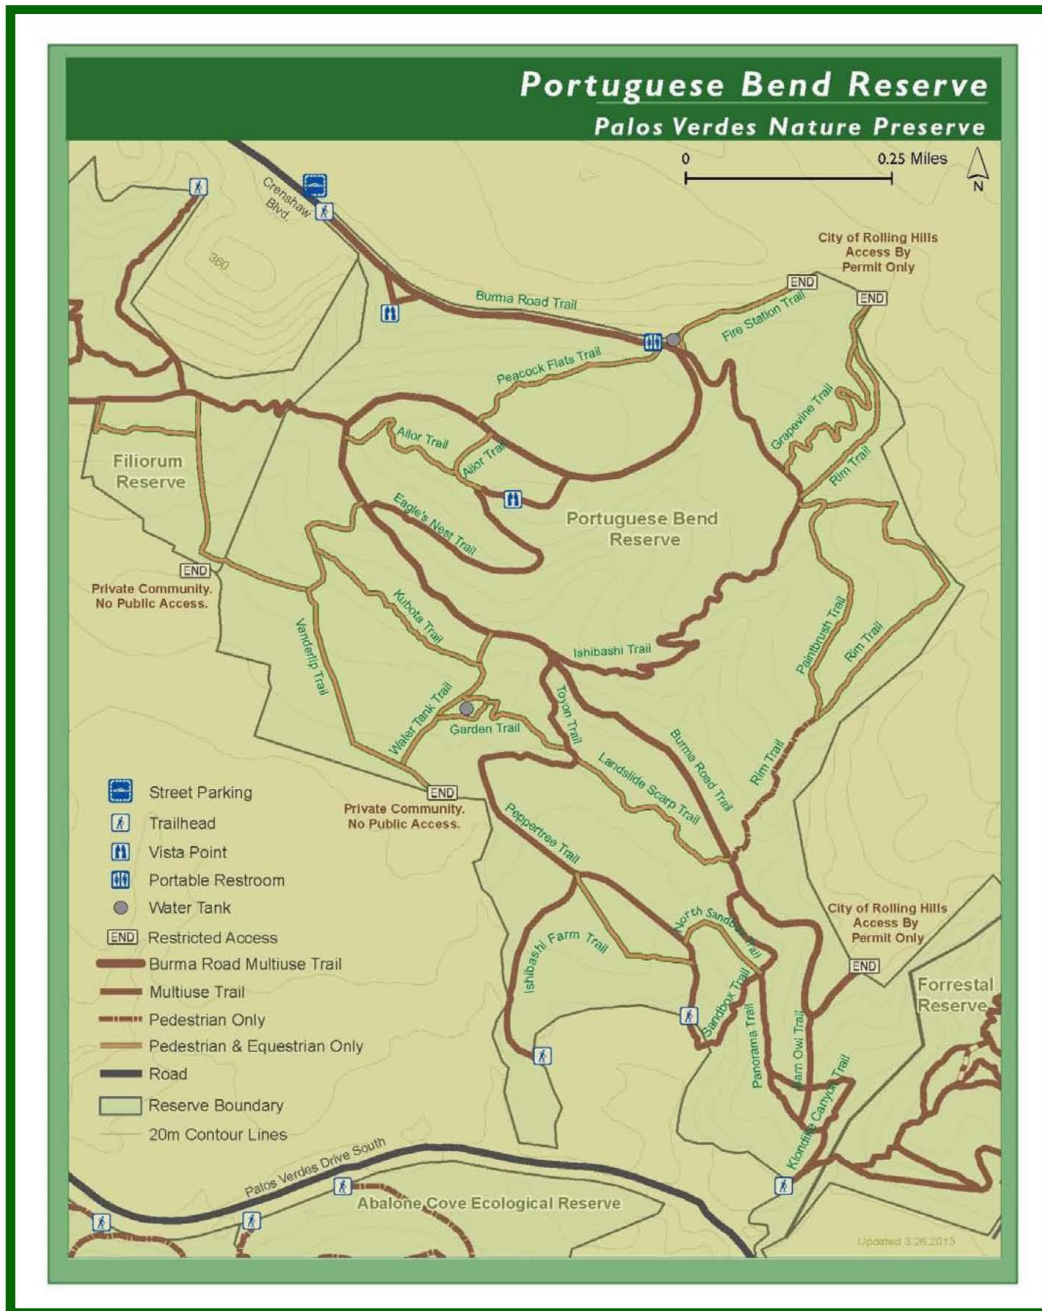 Portuguese Bend Reserve
Palos Verdes Nature Preserve
0
0.25 Miles
N
Crenshaw
Blvd.
360
City of Rolling Hills
Access By
Permit Only
END
END
Burma Road Trail
Fire Station Trail
Peacock Flats Trail
Grapevine Trail
Ailor Trail
Ailor Trail
Rim Trail
Filiorum
Reserve
Eagle's Nest Trail
Portuguese Bend
Reserve
END
Private Community.
No Public Access.
Kubota Trail
Paintbrush Trail
Rim Trail
Vanderlip Trail
Ishibashi Trail
Water Tank Trail
Toyon Trail
Garden Trail
Burma Road Trail
Rim Trail
Landslide Scarp Trail
END
Private Community.
No Public Access.
Peppertree Trail
Street Parking
Trailhead
Vista Point
Portable Restroom
Water Tank
END
Restricted Access
Burma Road Multiuse Trail
Multiuse Trail
Pedestrian Only
Pedestrian & Equestrian Only
Road
Reserve Boundary
20m Contour Lines
North Sandbox Trail
City of Rolling Hills
Access By
Permit Only
END
Ishibashi Farm Trail
Sandbox Trail
Forrestal
Reserve
Panorama Trail
Barn Owl Trail
Klondike Canyon Trail
Palos Verdes Drive South
Abalone Cove Ecological Reserve
Updated 3.26.2013